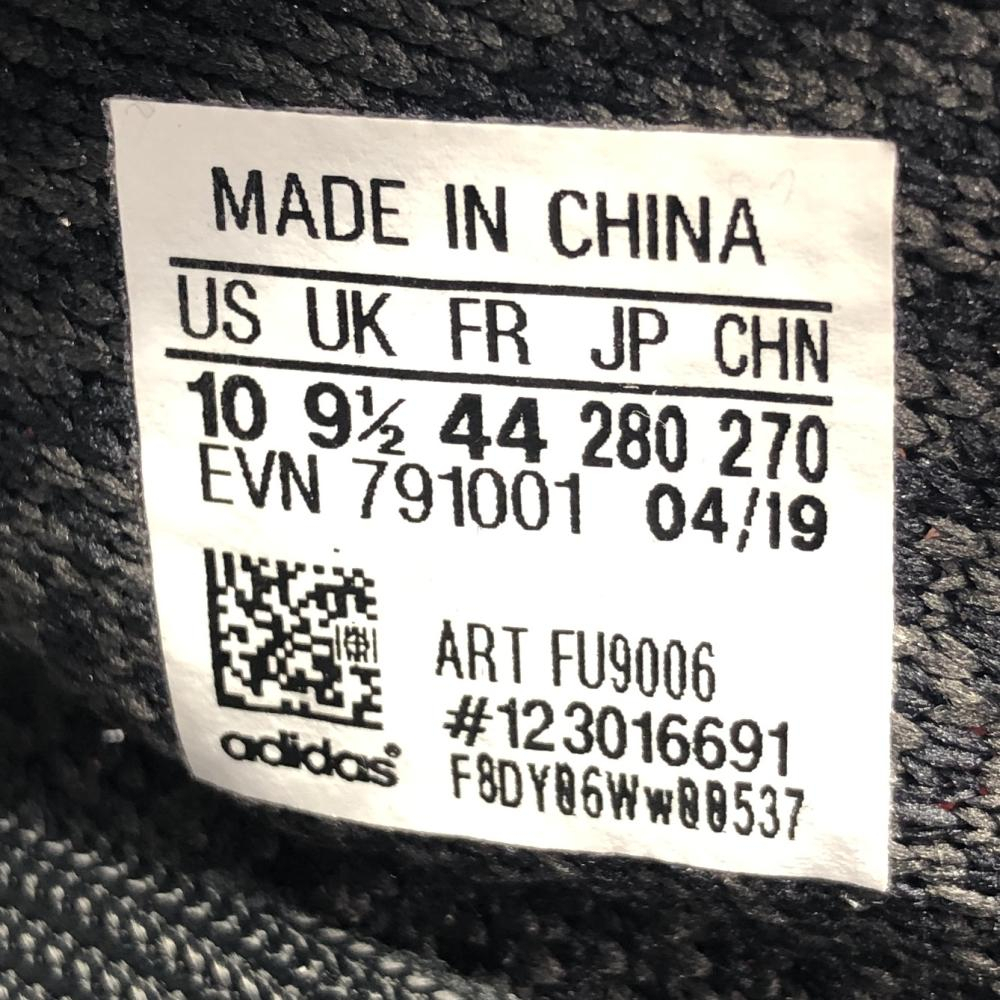 MADE IN CHINA
US UK FR JP CHN
10 9½ 44 280 270
EVN 791001 04/19
ART FU9006
#123016691
F8DY06Ww00537
adidas®